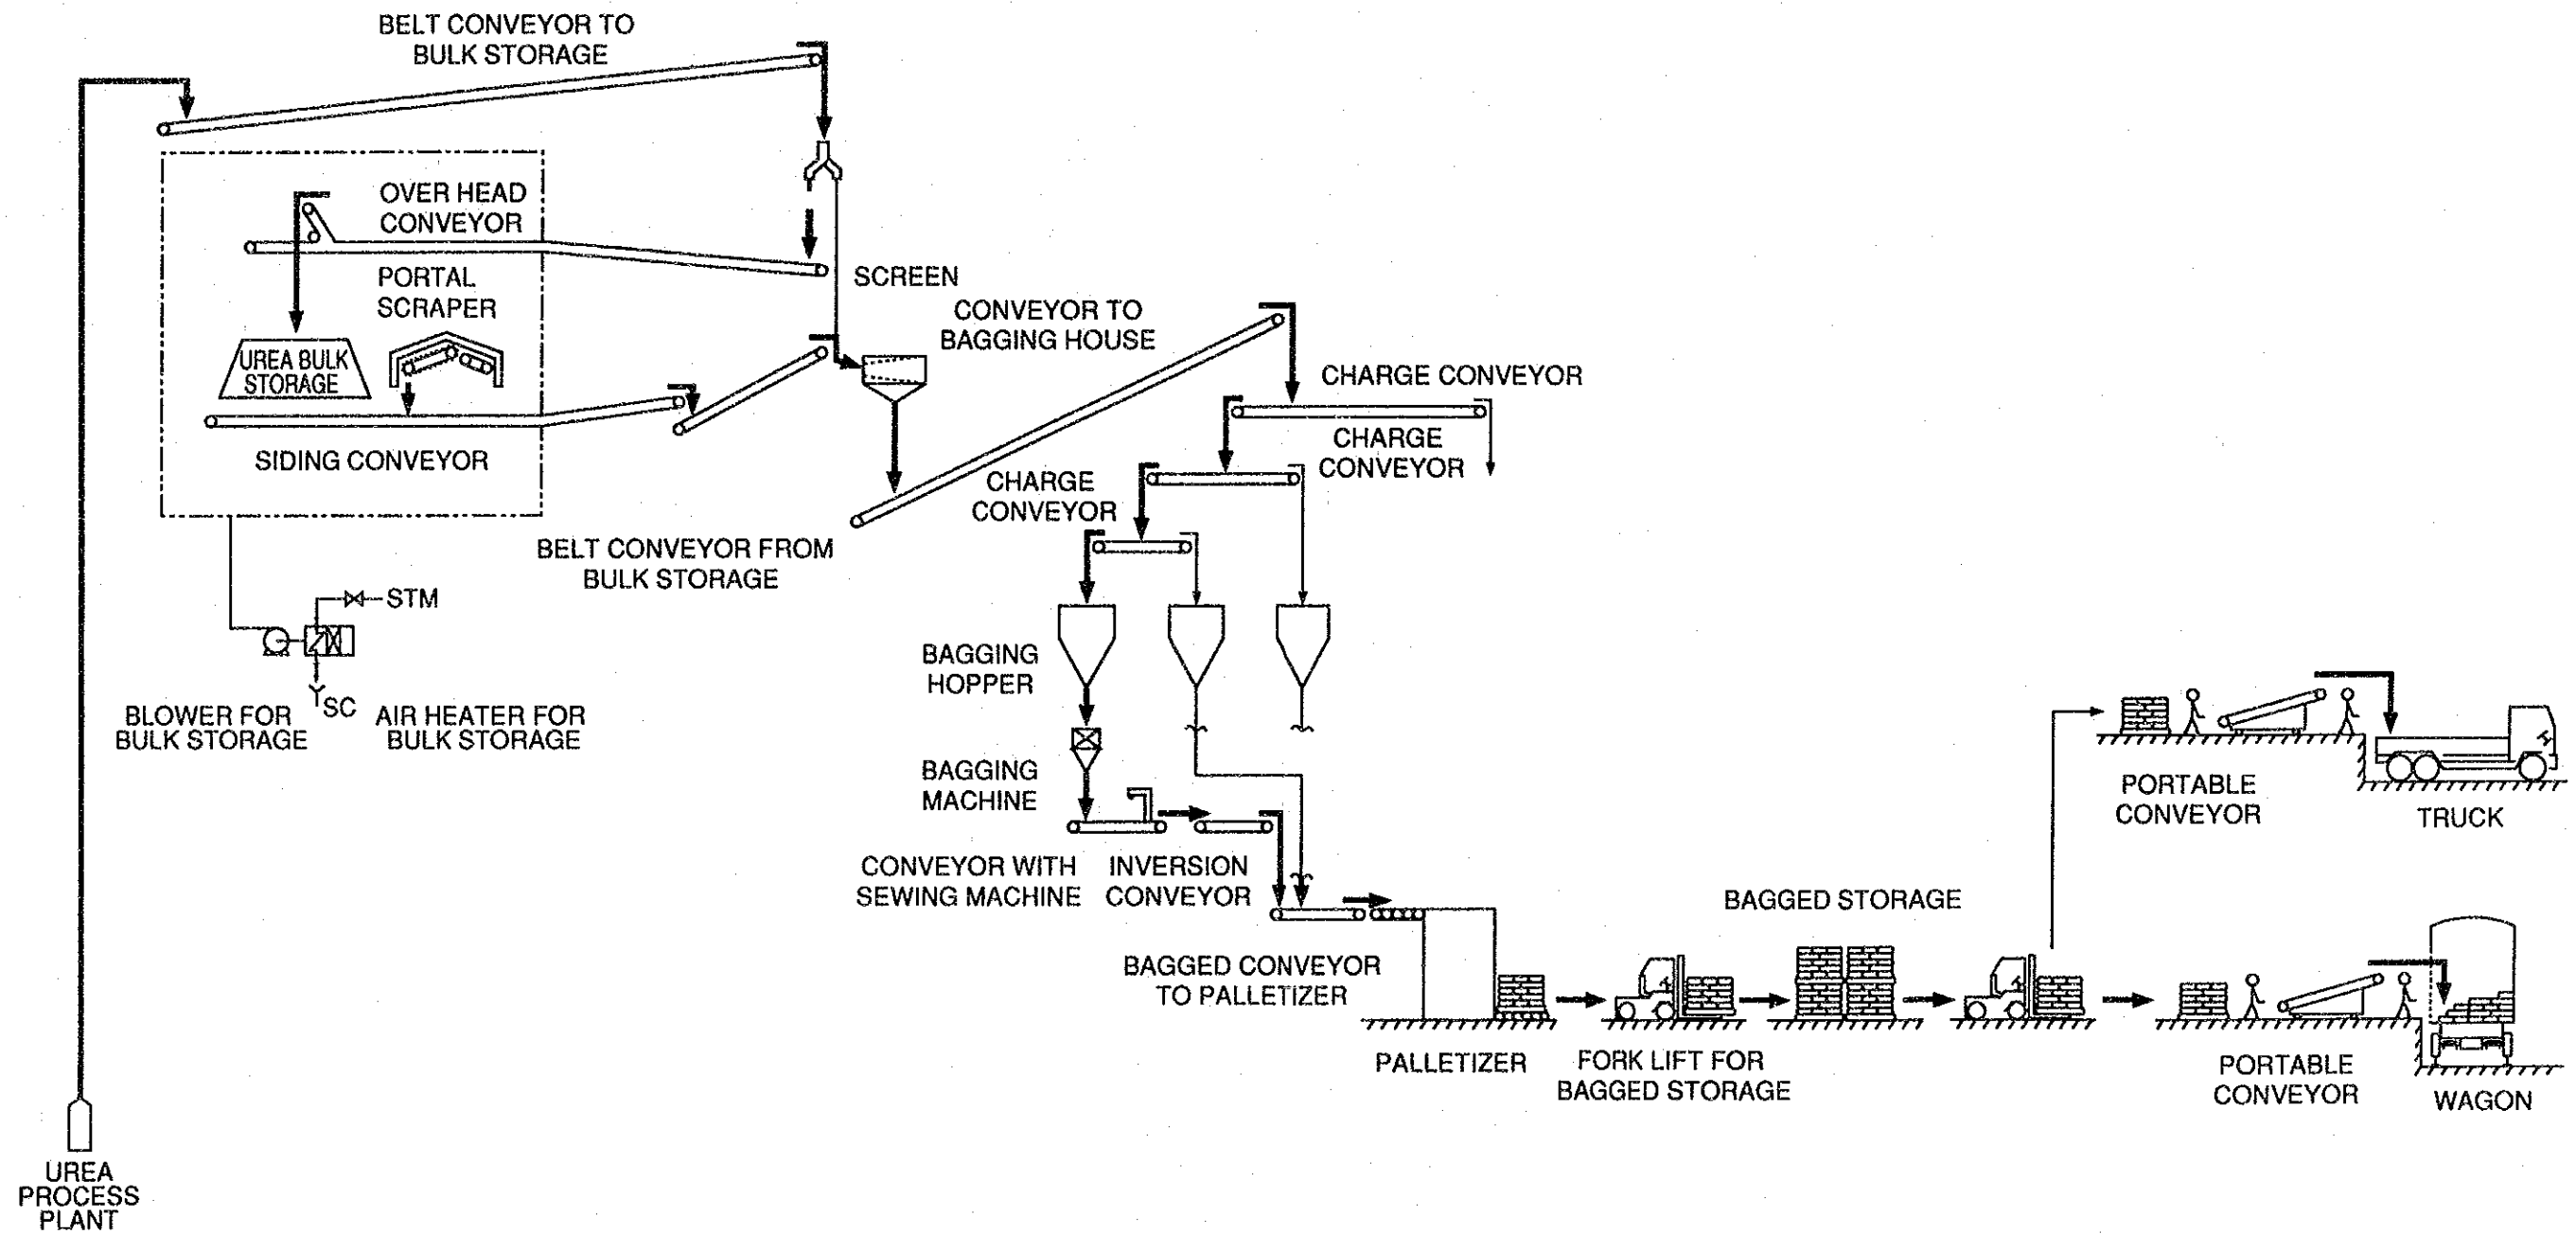 BELT CONVEYOR TO
BULK STORAGE
OVER HEAD
CONVEYOR
PORTAL
SCRAPER
UREA BULK
STORAGE
SIDING CONVEYOR
SCREEN
CONVEYOR TO
BAGGING HOUSE
CHARGE CONVEYOR
CHARGE
CONVEYOR
CHARGE
CONVEYOR
BELT CONVEYOR FROM
BULK STORAGE
STM
SC
BLOWER FOR
BULK STORAGE
AIR HEATER FOR
BULK STORAGE
BAGGING
HOPPER
BAGGING
MACHINE
CONVEYOR WITH
SEWING MACHINE
INVERSION
CONVEYOR
BAGGED CONVEYOR
TO PALLETIZER
PALLETIZER
FORK LIFT FOR
BAGGED STORAGE
BAGGED STORAGE
PORTABLE
CONVEYOR
TRUCK
PORTABLE
CONVEYOR
WAGON
UREA
PROCESS
PLANT